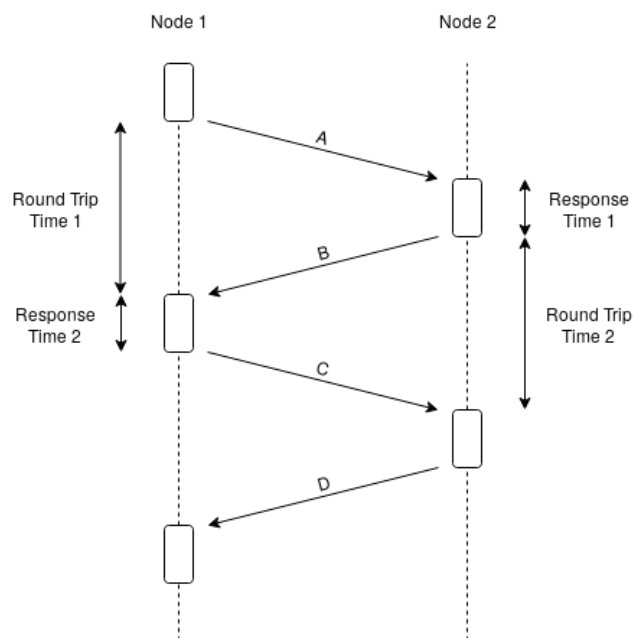 Node 1
Node 2
A
Round Trip
Time 1
Response
Time 1
B
Response
Time 2
Round Trip
Time 2
C
D